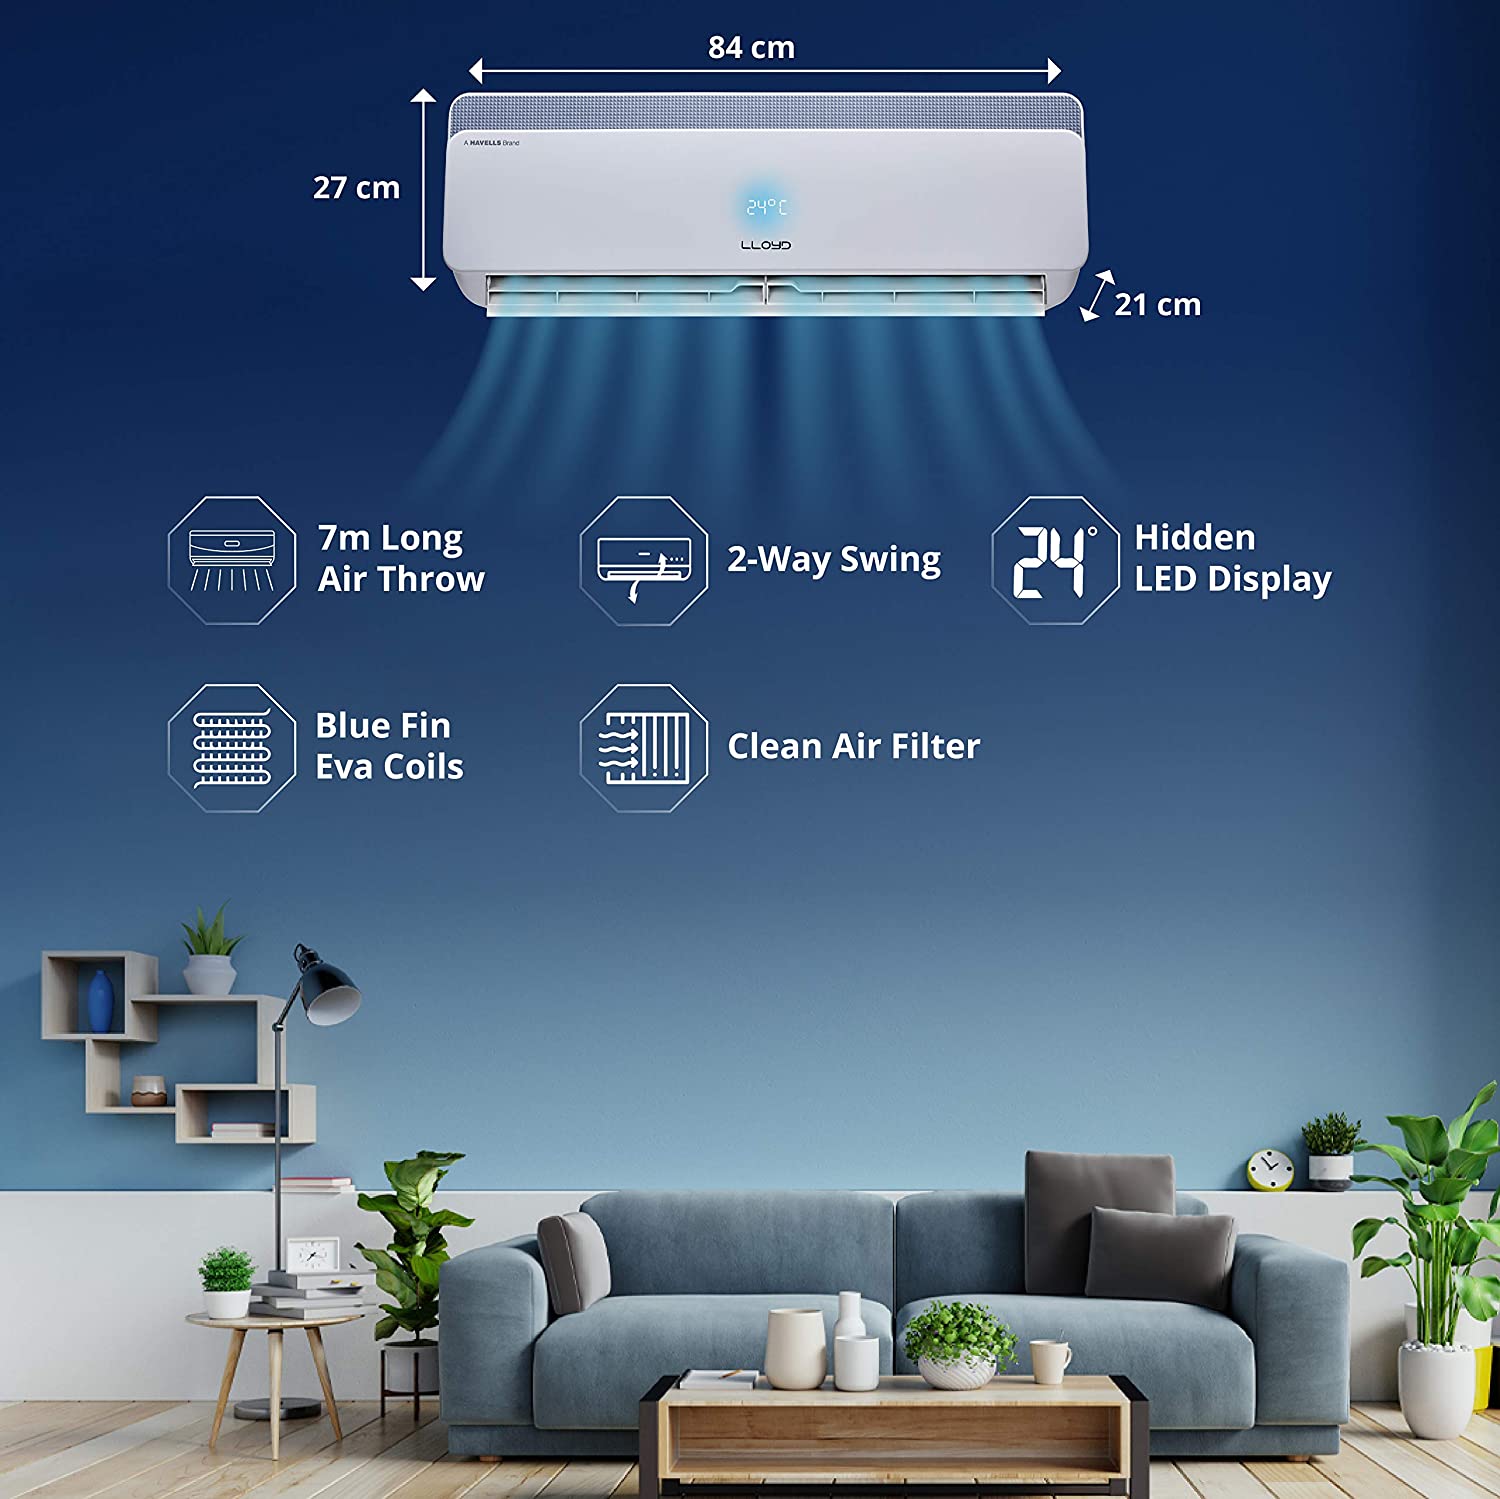 84 cm
27 cm
A HAVELLS Brand
24°C
LLOYD
21 cm
7m Long
Air Throw
2-Way Swing
24°
Hidden
LED Display
Blue Fin
Eva Coils
Clean Air Filter